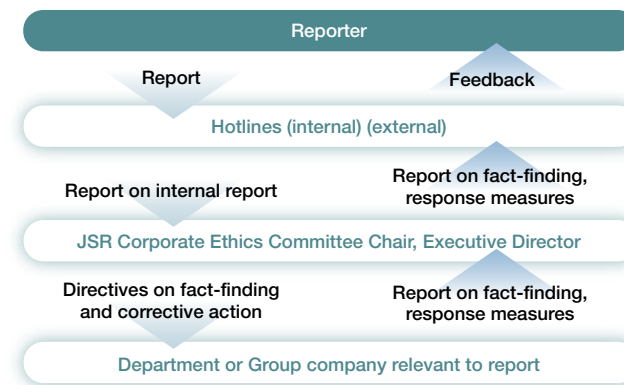 Reporter
Report
Feedback
Hotlines (internal) (external)
Report on internal report
Report on fact-finding,
response measures
JSR Corporate Ethics Committee Chair, Executive Director
Directives on fact-finding
and corrective action
Report on fact-finding,
response measures
Department or Group company relevant to report